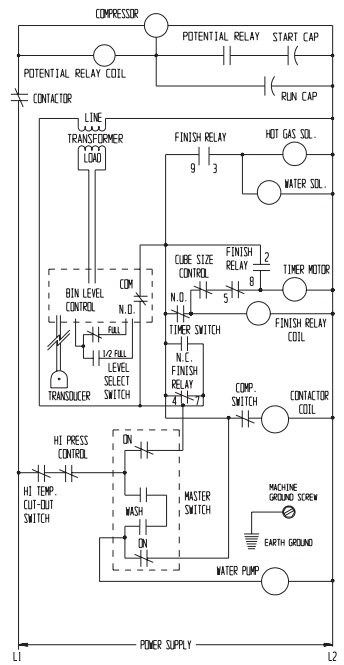 COMPRESSOR
POTENTIAL RELAY
START CAP
POTENTIAL RELAY COIL
CONTACTOR
RUN CAP
LINE
TRANSFORMER
LOAD
FINISH RELAY
9 3
HOT GAS SOL.
WATER SOL.
FINISH
RELAY
2
8
CUBE SIZE
CONTROL
5
TIMER MOTOR
COM
BIN LEVEL
CONTROL
N.O.
N.O.
TIMER SWITCH
FINISH RELAY
COIL
FULL
1/2 FULL
LEVEL
SELECT
SWITCH
TRANSDUCER
N.C.
FINISH
RELAY
4 7
COMP.
SWITCH
CONTACTOR
COIL
HI PRESS
CONTROL
ON
HI TEMP.
CUT-OUT
SWITCH
WASH
MASTER
SWITCH
ON
MACHINE
GROUND SCREW
EARTH GROUND
WATER PUMP
POWER SUPPLY
L1
L2